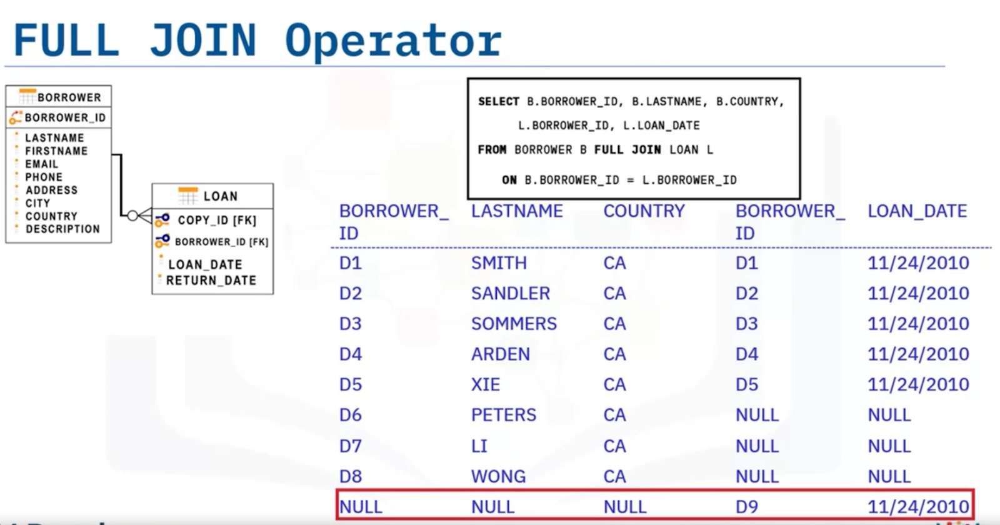 FULL JOIN Operator
BORROWER
BORROWER_ID
LASTNAME
FIRSTNAME
EMAIL
PHONE
ADDRESS
CITY
COUNTRY
DESCRIPTION
LOAN
COPY_ID [FK]
BORROWER_ID [FK]
LOAN_DATE
RETURN_DATE
SELECT B.BORROWER_ID, B.LASTNAME, B.COUNTRY,
L.BORROWER_ID, L.LOAN_DATE
FROM BORROWER B FULL JOIN LOAN L
ON B.BORROWER_ID = L.BORROWER_ID
BORROWER_ LASTNAME COUNTRY BORROWER_ LOAN_DATE
ID ID
D1 SMITH CA D1 11/24/2010
D2 SANDLER CA D2 11/24/2010
D3 SOMMERS CA D3 11/24/2010
D4 ARDEN CA D4 11/24/2010
D5 XIE CA D5 11/24/2010
D6 PETERS CA NULL NULL
D7 LI CA NULL NULL
D8 WONG CA NULL NULL
NULL NULL NULL D9 11/24/2010